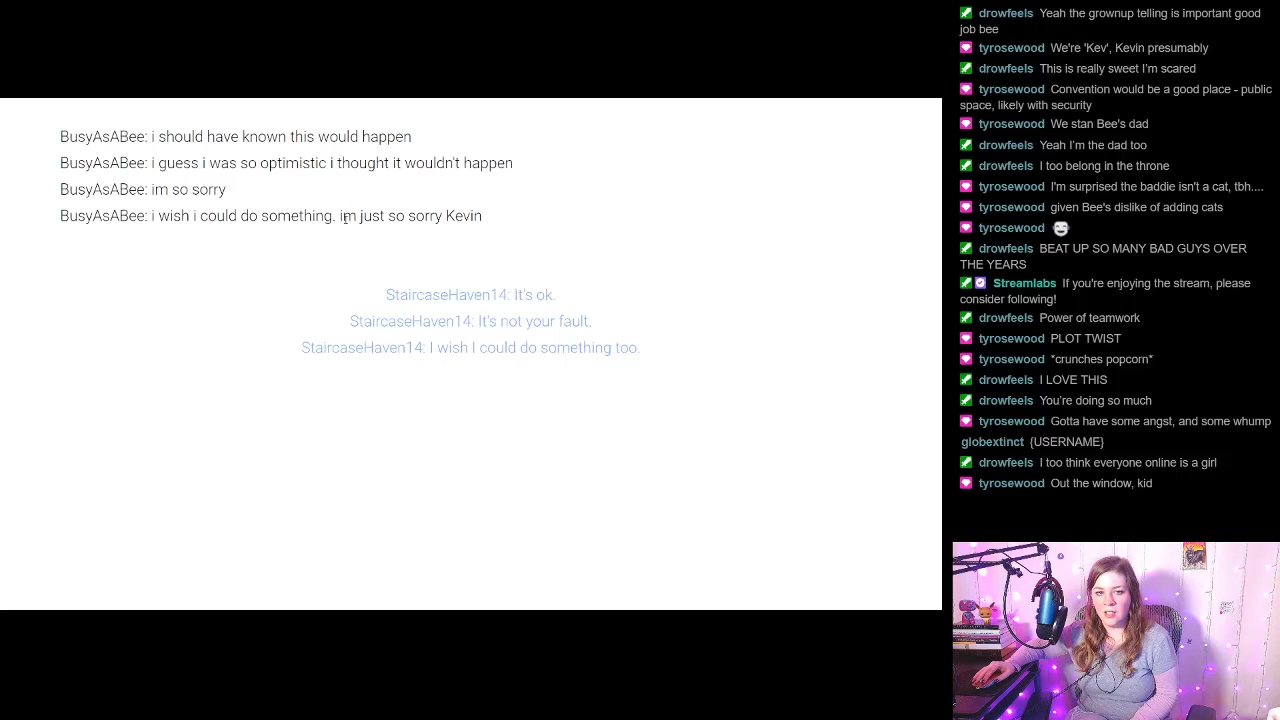 BusyAsABee: i should have known this would happen
BusyAsABee: i guess i was so optimistic i thought it wouldn't happen
BusyAsABee: im so sorry
BusyAsABee: i wish i could do something. im just so sorry Kevin
StaircaseHaven14: It's ok.
StaircaseHaven14: It's not your fault.
StaircaseHaven14: I wish I could do something too.
drowfeels Yeah the grownup telling is important good
job bee
tyrosewood We're 'Kev', Kevin presumably
drowfeels This is really sweet I'm scared
tyrosewood Convention would be a good place - public
space, likely with security
tyrosewood We stan Bee's dad
drowfeels Yeah I'm the dad too
drowfeels I too belong in the throne
tyrosewood I'm surprised the baddie isn't a cat, tbh....
tyrosewood given Bee's dislike of adding cats
tyrosewood
drowfeels BEAT UP SO MANY BAD GUYS OVER
THE YEARS
Streamlabs If you're enjoying the stream, please
consider following!
drowfeels Power of teamwork
tyrosewood PLOT TWIST
tyrosewood *crunches popcorn*
drowfeels I LOVE THIS
drowfeels You're doing so much
tyrosewood Gotta have some angst, and some whump
globextinct {USERNAME}
drowfeels I too think everyone online is a girl
tyrosewood Out the window, kid